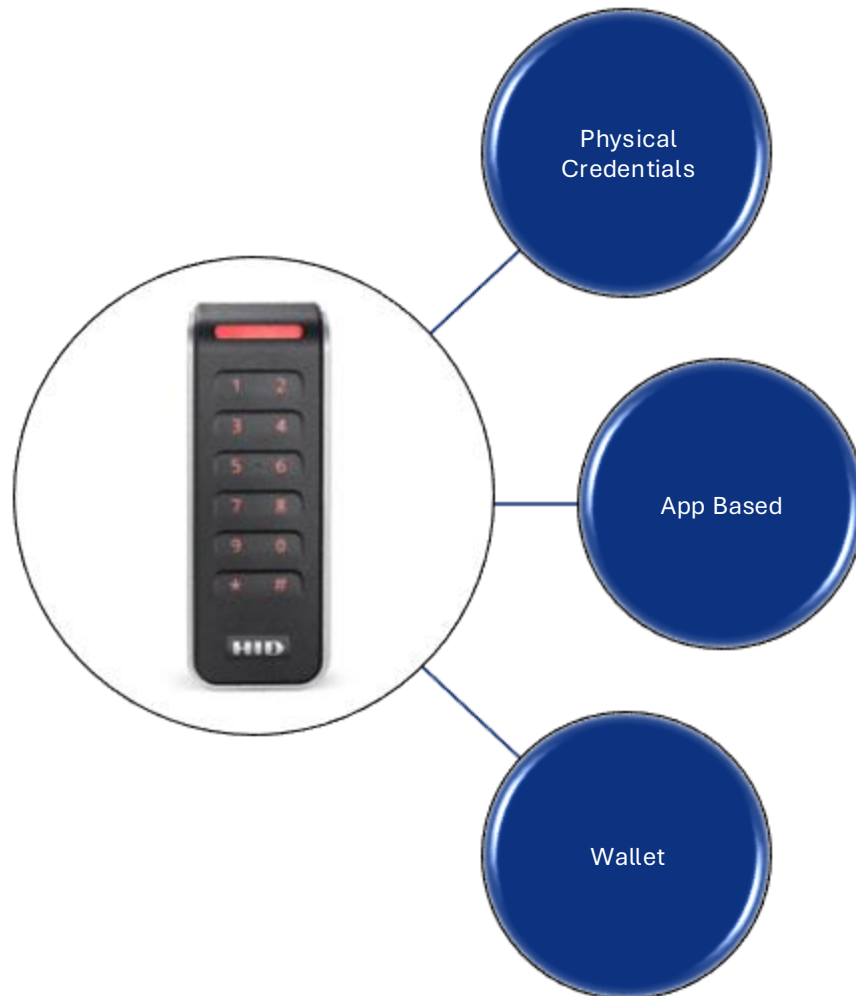 Physical
Credentials
1 2
3 4
5 6
7 8
9 0
* #
HID
App Based
Wallet